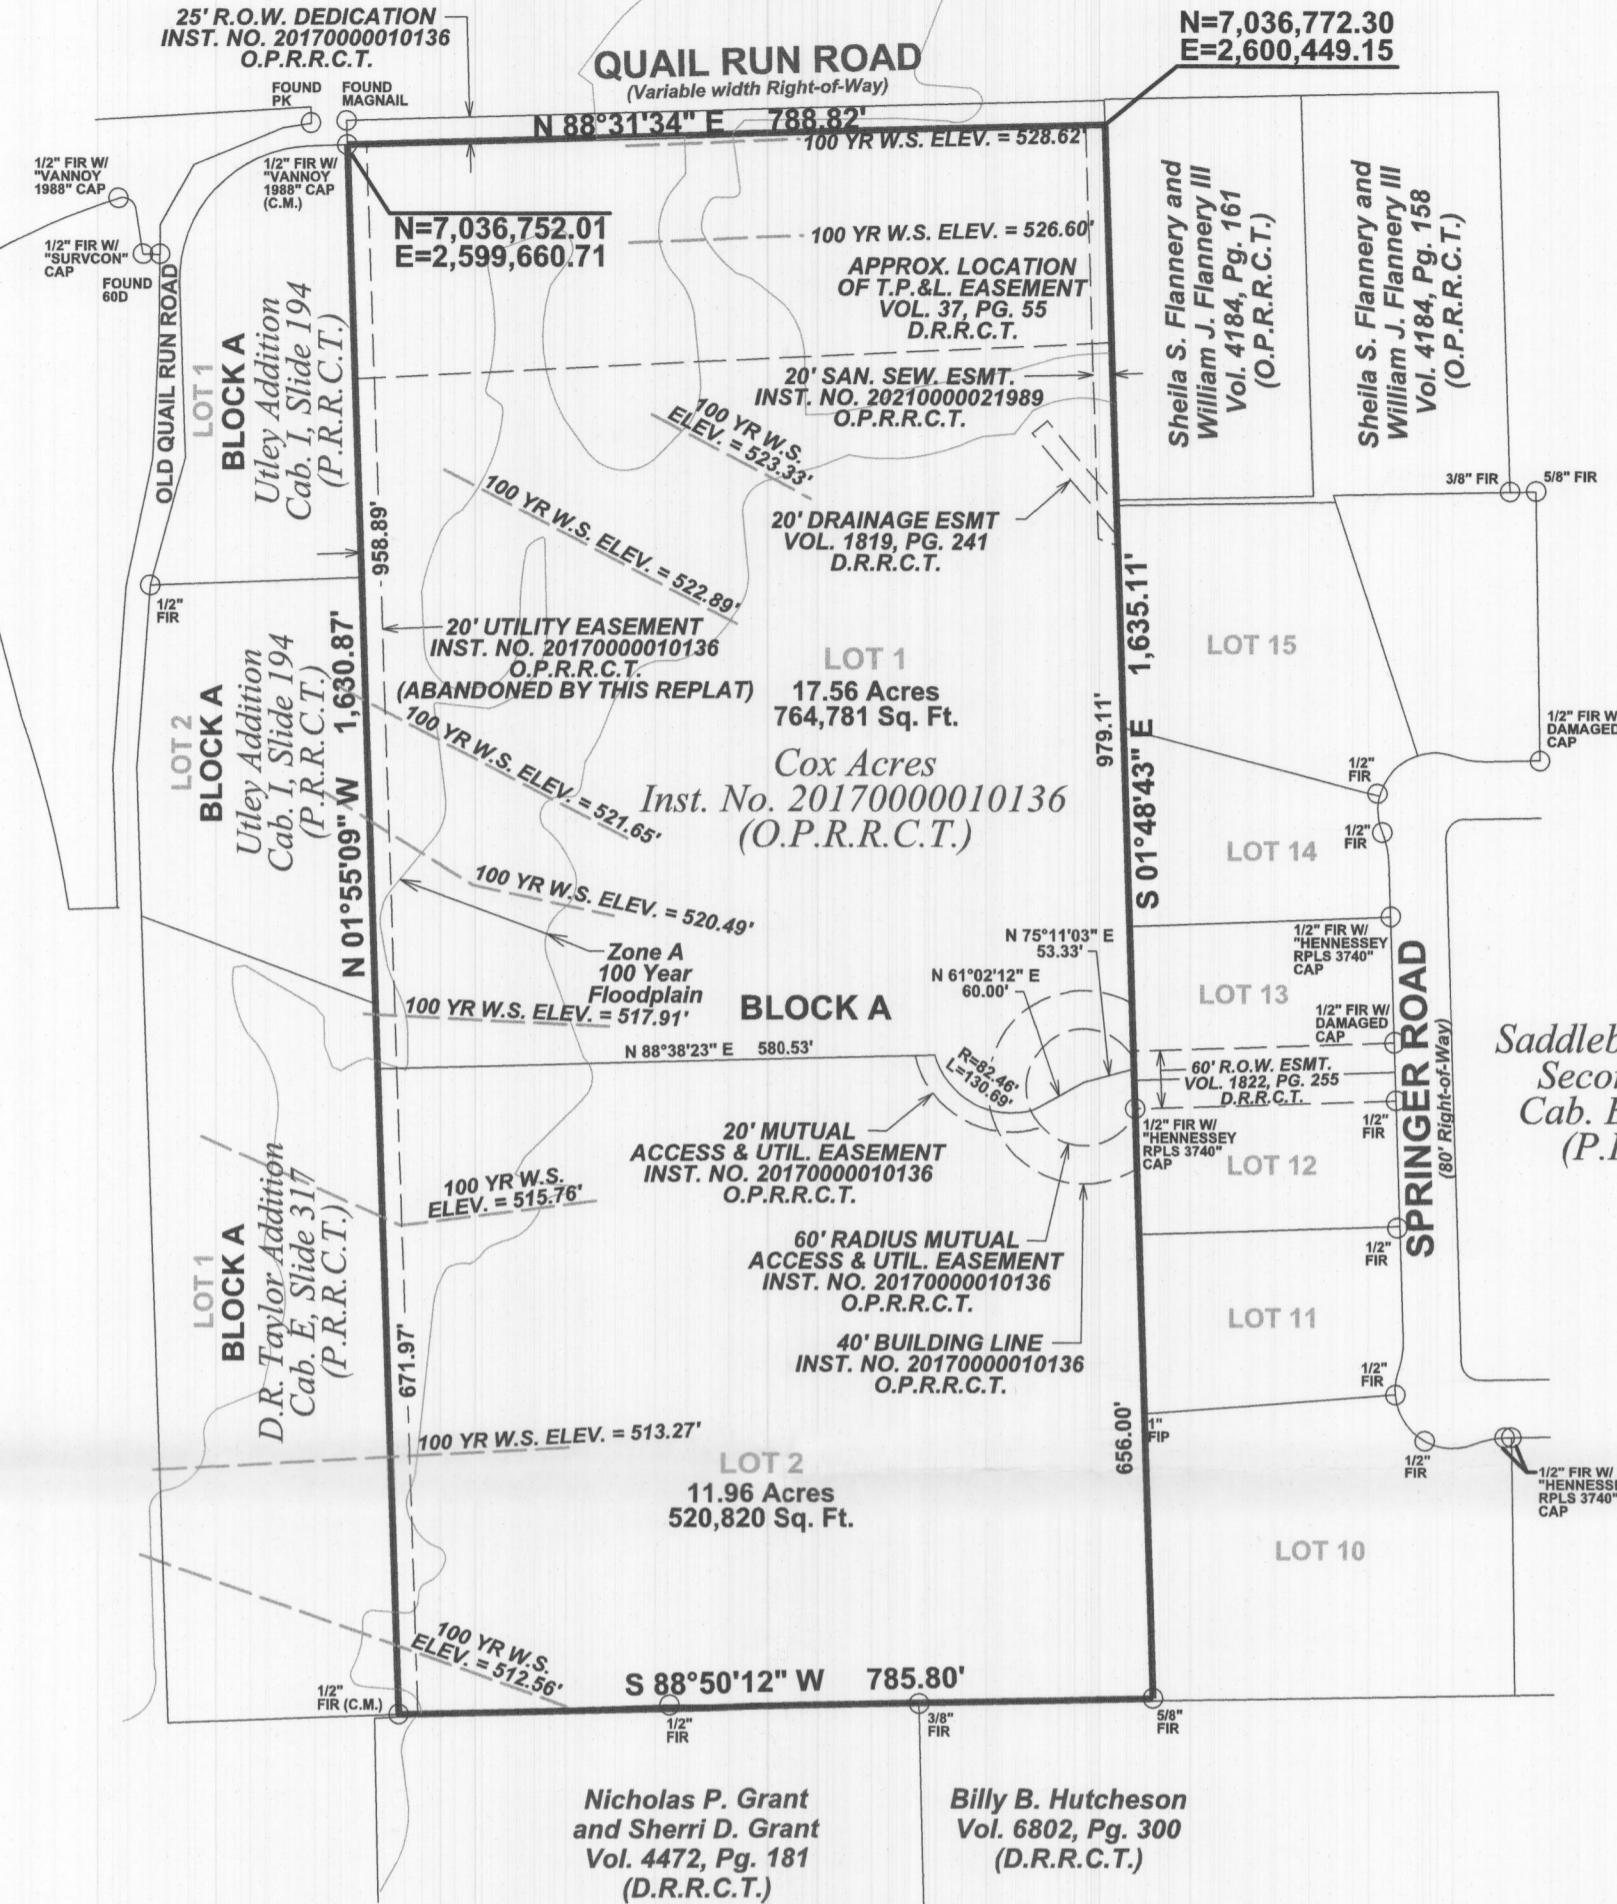 25' R.O.W. DEDICATION
INST. NO. 20170000010136
O.P.R.R.C.T.
QUAIL RUN ROAD
(Variable width Right-of-Way)
N=7,036,772.30
E=2,600,449.15
FOUND
PK
FOUND
MAGNAIL
N 88°31'34" E 788.82'
100 YR W.S. ELEV. = 528.62'
1/2" FIR W/
"VANNOY
1988" CAP
1/2" FIR W/
"VANNOY
1988" CAP
(C.M.)
N=7,036,752.01
E=2,599,660.71
1/2" FIR W/
"SURVCON"
CAP
FOUND
60D
OLD QUAIL RUN ROAD
100 YR W.S. ELEV. = 526.60'
APPROX. LOCATION
OF T.P.&L. EASEMENT
VOL. 37, PG. 55
D.R.R.C.T.
Sheila S. Flannery and
William J. Flannery III
Vol. 4184, Pg. 161
(O.P.R.R.C.T.)
Sheila S. Flannery and
William J. Flannery III
Vol. 4184, Pg. 158
(O.P.R.R.C.T.)
LOT 1
BLOCK A
Utley Addition
Cab. I, Slide 194
(P.R.R.C.T.)
20' SAN. SEW. ESMT.
INST. NO. 20210000021989
O.P.R.R.C.T.
100 YR W.S.
ELEV. = 523.33'
100 YR W.S. ELEV. = 522.89'
20' DRAINAGE ESMT
VOL. 1819, PG. 241
D.R.R.C.T.
3/8" FIR
5/8" FIR
958.89'
1/2"
FIR
20' UTILITY EASEMENT
INST. NO. 20170000010136
O.P.R.R.C.T.
(ABANDONED BY THIS REPLAT)
LOT 1
17.56 Acres
764,781 Sq. Ft.
Cox Acres
Inst. No. 20170000010136
(O.P.R.R.C.T.)
N 01°55'09" W 1,630.87'
S 01°48'43" E 1,635.11'
979.11'
LOT 15
1/2" FIR W/
DAMAGED
CAP
1/2"
FIR
1/2"
FIR
LOT 14
LOT 2
BLOCK A
Utley Addition
Cab. I, Slide 194
(P.R.R.C.T.)
100 YR W.S. ELEV. = 521.65'
100 YR W.S. ELEV. = 520.49'
Zone A
100 Year
Floodplain
100 YR W.S. ELEV. = 517.91'
BLOCK A
N 88°38'23" E 580.53'
N 75°11'03" E
53.33'
N 61°02'12" E
60.00'
R=82.46'
L=130.69'
1/2" FIR W/
"HENNESSEY
RPLS 3740"
CAP
LOT 13
1/2" FIR W/
DAMAGED
CAP
60' R.O.W. ESMT.
VOL. 1822, PG. 255
D.R.R.C.T.
SPRINGER ROAD
(80' Right-of-Way)
Saddleb
Seco
Cab.
(P.
1/2" FIR W/
"HENNESSEY
RPLS 3740"
CAP
1/2"
FIR
LOT 12
20' MUTUAL
ACCESS & UTIL. EASEMENT
INST. NO. 20170000010136
O.P.R.R.C.T.
100 YR W.S.
ELEV. = 515.76'
60' RADIUS MUTUAL
ACCESS & UTIL. EASEMENT
INST. NO. 20170000010136
O.P.R.R.C.T.
1/2"
FIR
LOT 11
40' BUILDING LINE
INST. NO. 20170000010136
O.P.R.R.C.T.
LOT 1
BLOCK A
D.R. Taylor Addition
Cab. E, Slide 317
(P.R.R.C.T.)
671.97'
1/2"
FIR
656.00'
1"
FIP
100 YR W.S. ELEV. = 513.27'
LOT 2
11.96 Acres
520,820 Sq. Ft.
1/2"
FIR
1/2" FIR W/
"HENNESSE
RPLS 3740"
CAP
LOT 10
100 YR W.S.
ELEV. = 512.56'
S 88°50'12" W 785.80'
1/2"
FIR (C.M.)
1/2"
FIR
3/8"
FIR
5/8"
FIR
Nicholas P. Grant
and Sherri D. Grant
Vol. 4472, Pg. 181
(D.R.R.C.T.)
Billy B. Hutcheson
Vol. 6802, Pg. 300
(D.R.R.C.T.)